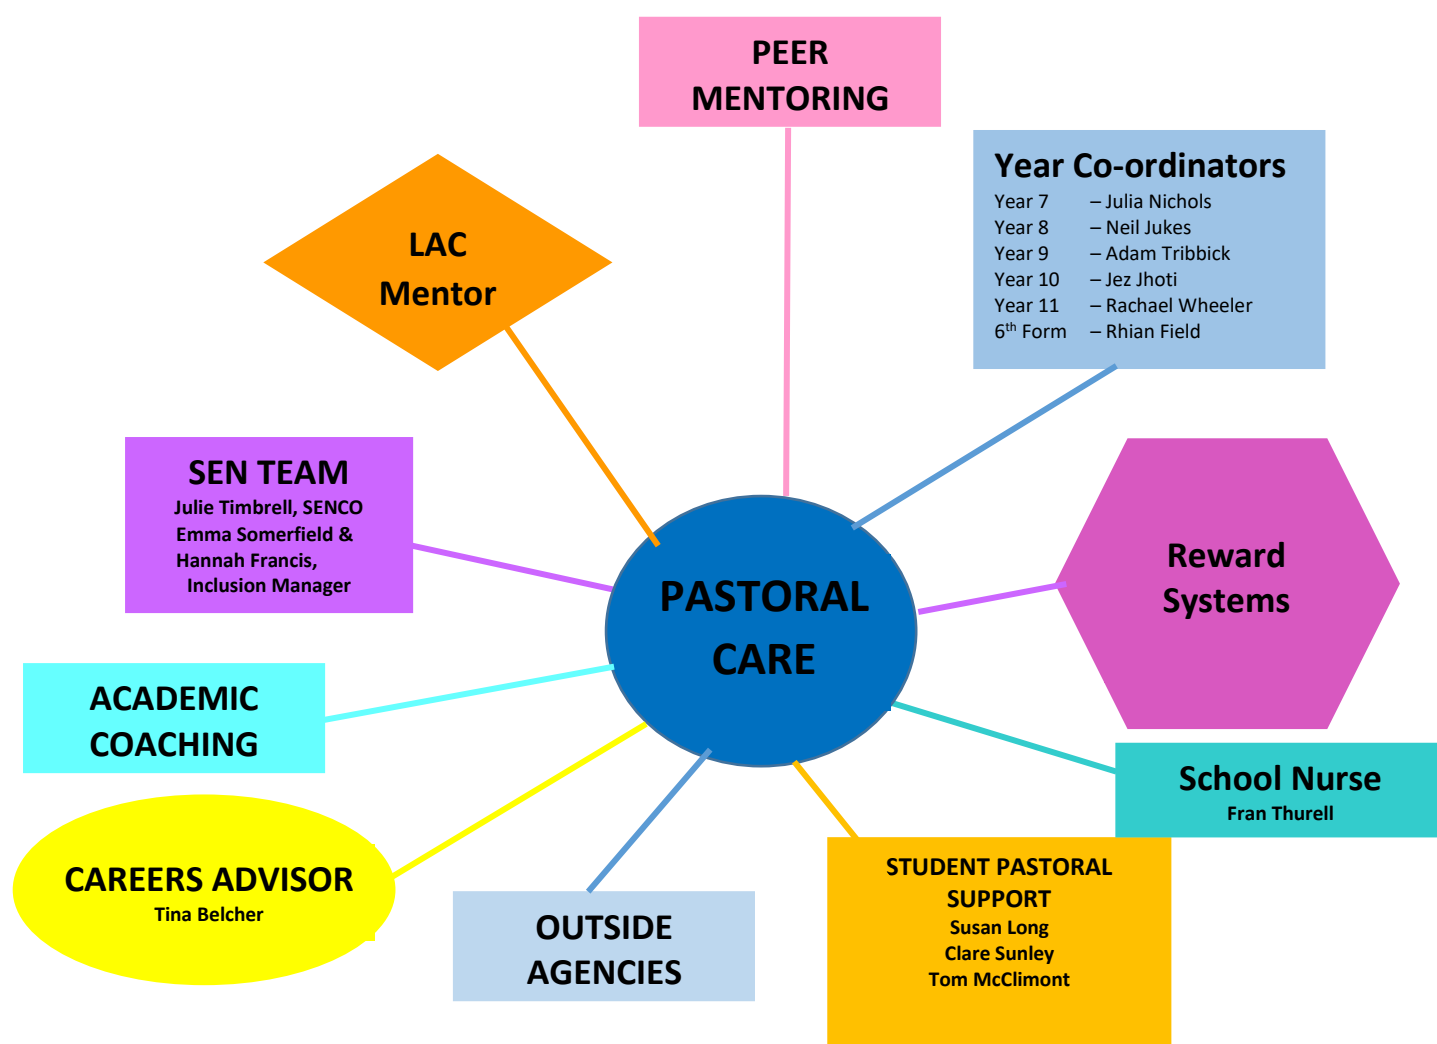 PEER
MENTORING
Year Co-ordinators
Year 7 – Julia Nichols
Year 8 – Neil Jukes
Year 9 – Adam Tribbick
Year 10 – Jez Jhoti
Year 11 – Rachael Wheeler
6th Form – Rhian Field
LAC
Mentor
SEN TEAM
Julie Timbrell, SENCO
Emma Somerfield &
Hannah Francis,
Inclusion Manager
Reward
Systems
PASTORAL
CARE
ACADEMIC
COACHING
School Nurse
Fran Thurell
CAREERS ADVISOR
Tina Belcher
OUTSIDE
AGENCIES
STUDENT PASTORAL
SUPPORT
Susan Long
Clare Sunley
Tom McClimont